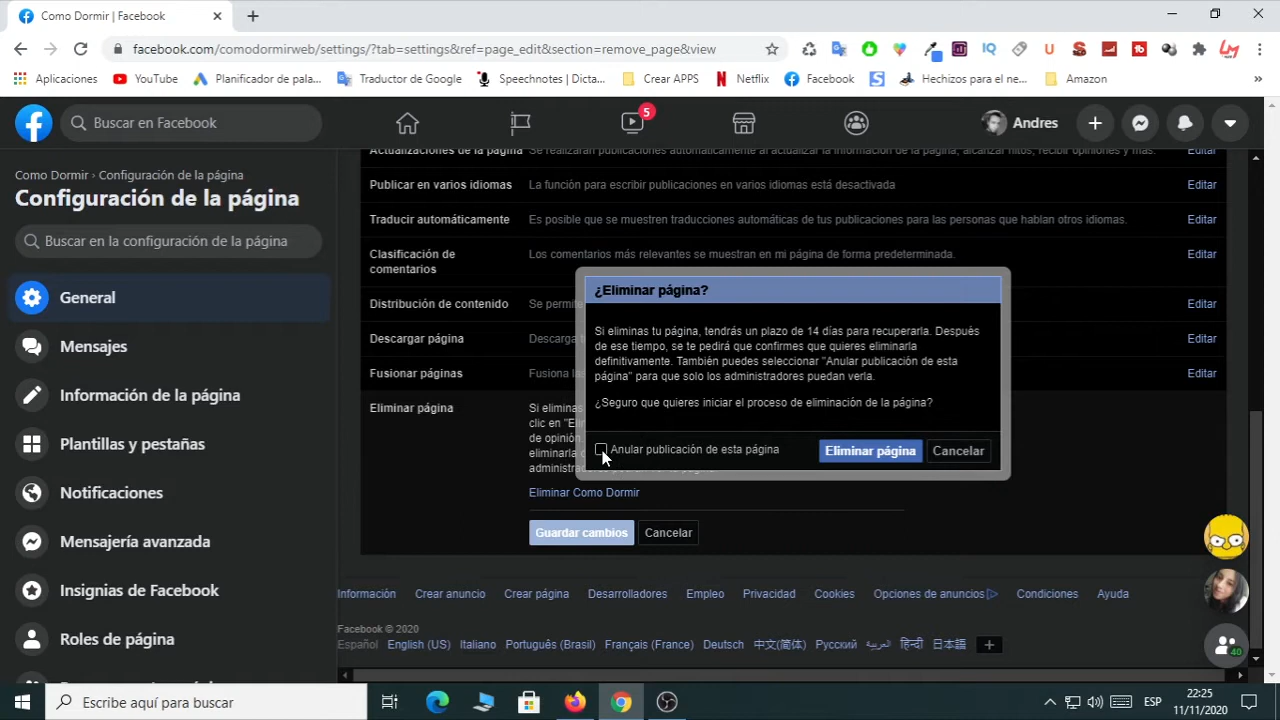 Como Dormir | Facebook
facebook.com/comodormirweb/settings/?tab=settings&ref=page_edit&section=remove_page&view
Aplicaciones
YouTube
Planificador de pala...
Traductor de Google
Speechnotes | Dicta...
Crear APPS
Netflix
Facebook
Hechizos para el ne...
Amazon
Buscar en Facebook
5
Andres
Como Dormir › Configuración de la página
Configuración de la página
Buscar en la configuración de la página
General
Mensajes
Información de la página
Plantillas y pestañas
Notificaciones
Mensajería avanzada
Insignias de Facebook
Roles de página
Actualizaciones de la página Se realizarán publicaciones automáticamente al actualizar la información de la página, alcanzar hitos, recibir opiniones y más. Editar
Publicar en varios idiomas La función para escribir publicaciones en varios idiomas está desactivada Editar
Traducir automáticamente Es posible que se muestren traducciones automáticas de tus publicaciones para las personas que hablan otros idiomas. Editar
Clasificación de Los comentarios más relevantes se muestran en mi página de forma predeterminada. Editar
comentarios
Distribución de contenido Se permite Editar
Descargar página Descarga Editar
Fusionar páginas Fusiona Editar
Eliminar página Si eliminas
clic en "Eli
de opinión.
eliminarla
Eliminar Como Dormir
Guardar cambios Cancelar
¿Eliminar página?
Si eliminas tu página, tendrás un plazo de 14 días para recuperarla. Después
de ese tiempo, se te pedirá que confirmes que quieres eliminarla
definitivamente. También puedes seleccionar "Anular publicación de esta
página" para que solo los administradores puedan verla.
¿Seguro que quieres iniciar el proceso de eliminación de la página?
Anular publicación de esta página
Eliminar página Cancelar
Información Crear anuncio Crear página Desarrolladores Empleo Privacidad Cookies Opciones de anuncios Condiciones Ayuda
Facebook © 2020
Español English (US) Italiano Português (Brasil) Français (France) Deutsch 中文(简体) Русский العربية हिन्दी 日本語
40
Escribe aquí para buscar
ESP
22:25
11/11/2020